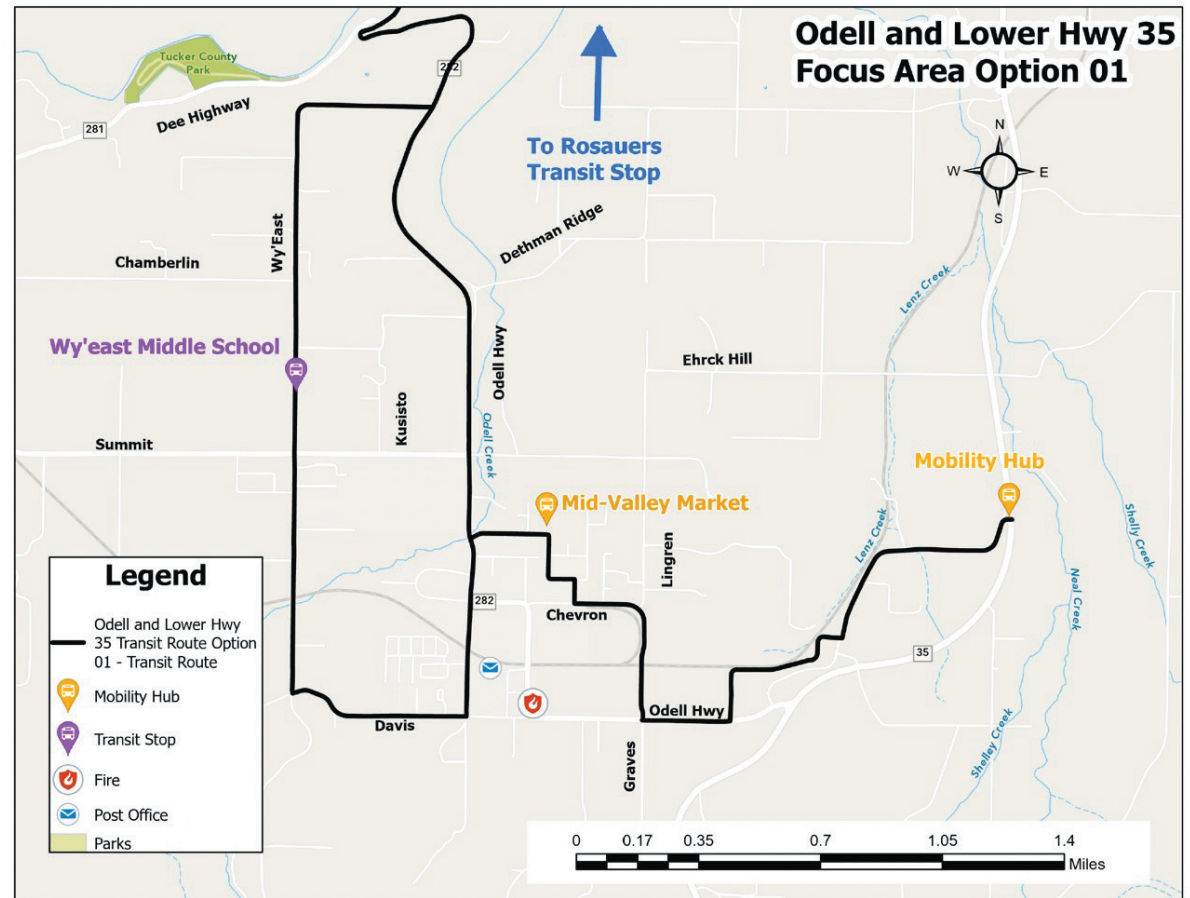 Odell and Lower Hwy 35
Focus Area Option 01
Tucker County
Park
282
Dee Highway
281
To Rosauers
Transit Stop
N
W
E
S
Wy'East
Dethman Ridge
Chamberlin
Lenz Creek
Wy'east Middle School
Odell Hwy
Ehrck Hill
Kusisto
Odell Creek
Summit
Mobility Hub
Mid-Valley Market
Shelly Creek
Lenz Creek
Lingren
Neal Creek
282
Chevron
35
Odell Hwy
Davis
Graves
Shelley Creek
Legend
Odell and Lower Hwy
35 Transit Route Option
01 - Transit Route
Mobility Hub
Transit Stop
Fire
Post Office
Parks
0 0.17 0.35 0.7 1.05 1.4
Miles